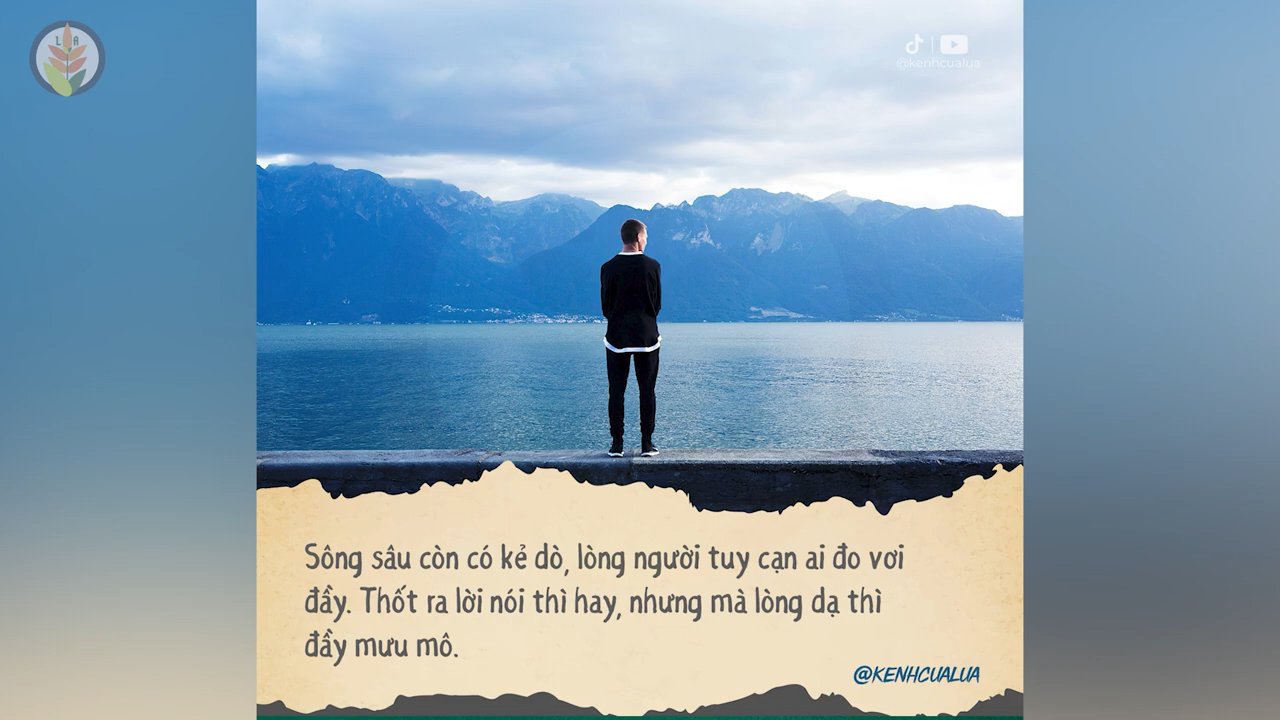 L A
@kenhcualua
Sông sâu còn có kẻ dò, lòng người tuy cạn ai đo vơi
đầy. Thốt ra lời nói thì hay, nhưng mà lòng dạ thì
đầy mưu mô.
@KENHCUALUA